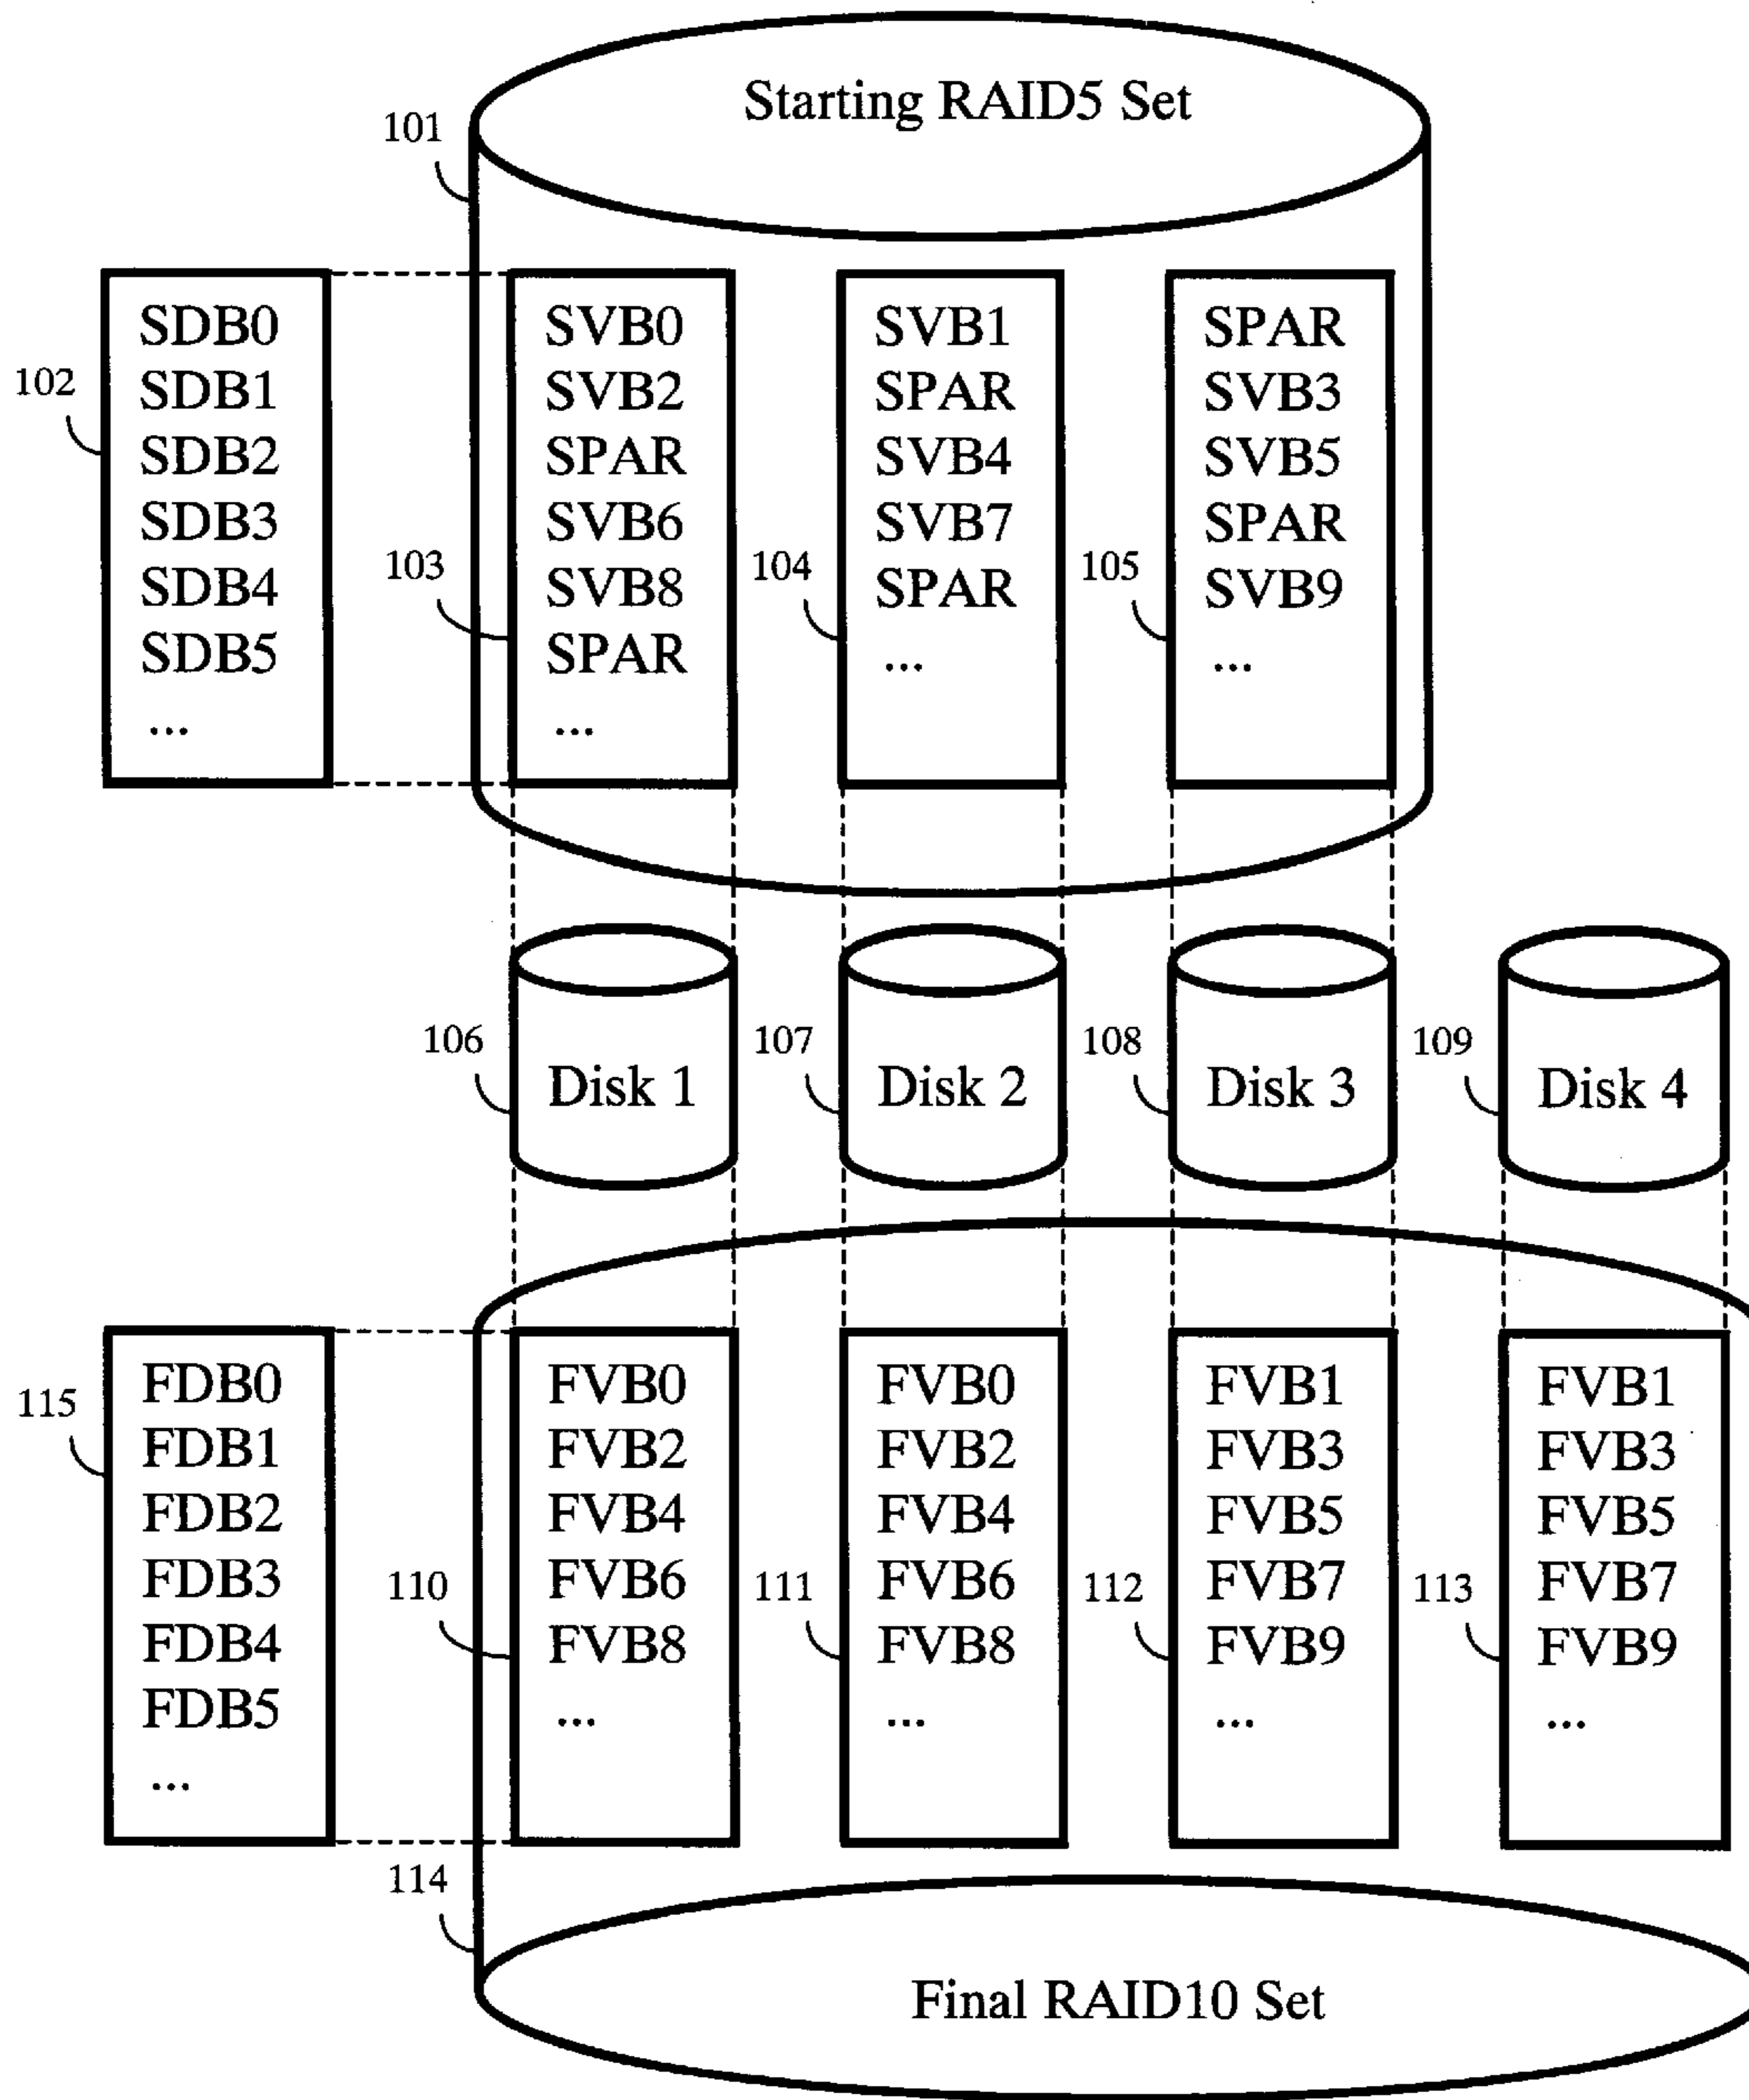 Starting RAID5 Set
101
102
SDB0
SDB1
SDB2
SDB3
SDB4
SDB5
...
103
SVB0
SVB2
SPAR
SVB6
SVB8
SPAR
...
104
SVB1
SPAR
SVB4
SVB7
SPAR
...
105
SPAR
SVB3
SVB5
SPAR
SVB9
...
106
Disk 1
107
Disk 2
108
Disk 3
109
Disk 4
115
FDB0
FDB1
FDB2
FDB3
FDB4
FDB5
...
110
FVB0
FVB2
FVB4
FVB6
FVB8
...
111
FVB0
FVB2
FVB4
FVB6
FVB8
...
112
FVB1
FVB3
FVB5
FVB7
FVB9
...
113
FVB1
FVB3
FVB5
FVB7
FVB9
...
114
Final RAID10 Set